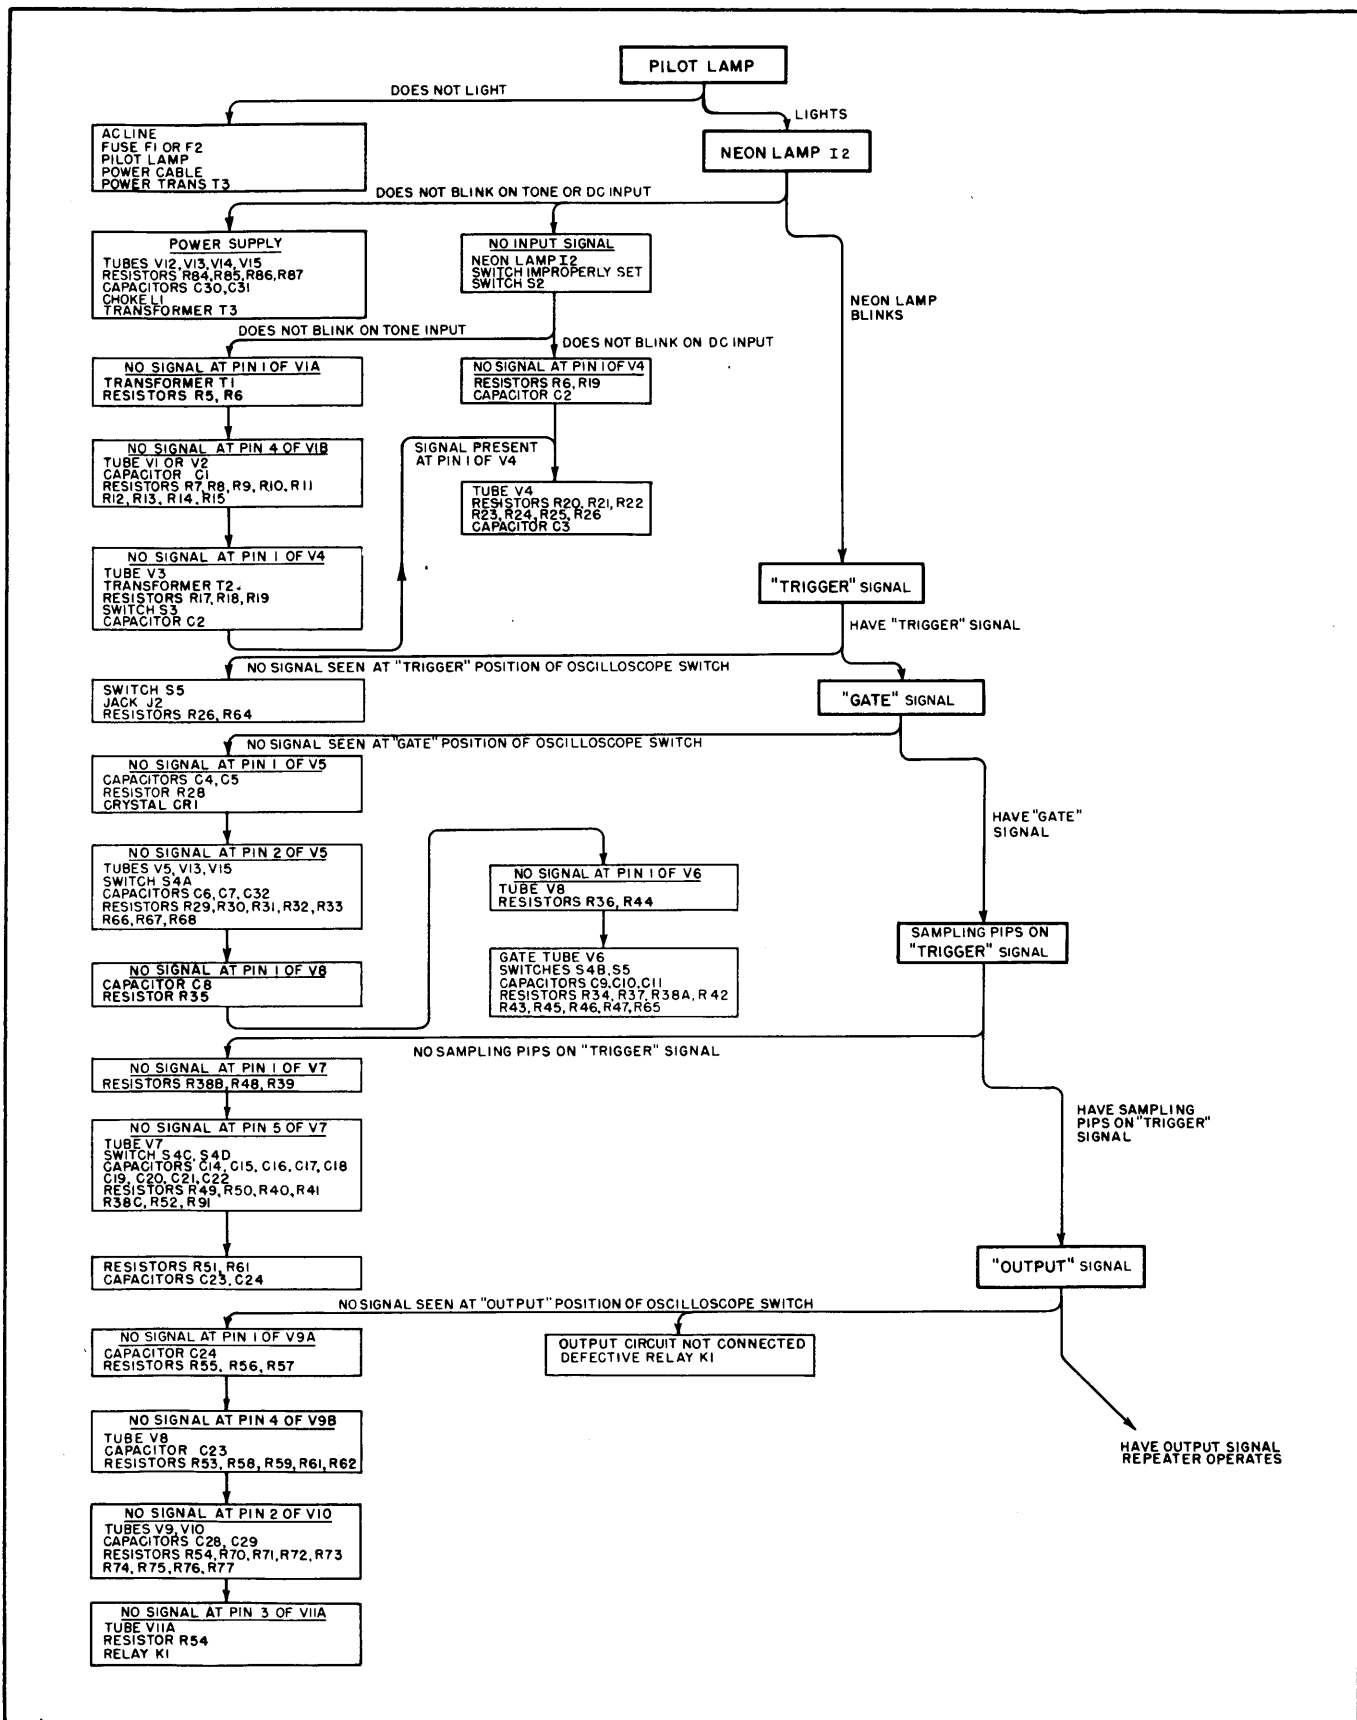 PILOT LAMP
DOES NOT LIGHT
LIGHTS
AC LINE
FUSE F1 OR F2
PILOT LAMP
POWER CABLE
POWER TRANS T3
NEON LAMP I2
DOES NOT BLINK ON TONE OR DC INPUT
POWER SUPPLY
TUBES V12, V13, V14, V15
RESISTORS R84, R85, R86, R87
CAPACITORS C30, C31
CHOKE L1
TRANSFORMER T3
NO INPUT SIGNAL
NEON LAMP I2
SWITCH IMPROPERLY SET
SWITCH S2
NEON LAMP
BLINKS
DOES NOT BLINK ON TONE INPUT
DOES NOT BLINK ON DC INPUT
NO SIGNAL AT PIN 1 OF V1A
TRANSFORMER T1
RESISTORS R5, R6
NO SIGNAL AT PIN 1 OF V4
RESISTORS R6, R19
CAPACITOR C2
NO SIGNAL AT PIN 4 OF V1B
TUBE V1 OR V2
CAPACITOR C1
RESISTORS R7, R8, R9, R10, R11
R12, R13, R14, R15
SIGNAL PRESENT
AT PIN 1 OF V4
TUBE V4
RESISTORS R20, R21, R22
R23, R24, R25, R26
CAPACITOR C3
NO SIGNAL AT PIN 1 OF V4
TUBE V3
TRANSFORMER T2
RESISTORS R17, R18, R19
SWITCH S3
CAPACITOR C2
"TRIGGER" SIGNAL
HAVE "TRIGGER" SIGNAL
NO SIGNAL SEEN AT "TRIGGER" POSITION OF OSCILLOSCOPE SWITCH
SWITCH S5
JACK J2
RESISTORS R26, R64
"GATE" SIGNAL
NO SIGNAL SEEN AT "GATE" POSITION OF OSCILLOSCOPE SWITCH
NO SIGNAL AT PIN 1 OF V5
CAPACITORS C4, C5
RESISTOR R28
CRYSTAL CR1
HAVE "GATE"
SIGNAL
NO SIGNAL AT PIN 2 OF V5
TUBES V5, V13, V15
SWITCH S4A
CAPACITORS C6, C7, C32
RESISTORS R29, R30, R31, R32, R33
R66, R67, R68
NO SIGNAL AT PIN 1 OF V6
TUBE V8
RESISTORS R36, R44
SAMPLING PIPS ON
"TRIGGER" SIGNAL
NO SIGNAL AT PIN 1 OF V8
CAPACITOR C8
RESISTOR R35
GATE TUBE V6
SWITCHES S4B, S5
CAPACITORS C9, C10, C11
RESISTORS R34, R37, R38A, R42
R43, R45, R46, R47, R65
NO SAMPLING PIPS ON "TRIGGER" SIGNAL
NO SIGNAL AT PIN 1 OF V7
RESISTORS R38B, R48, R39
HAVE SAMPLING
PIPS ON "TRIGGER"
SIGNAL
NO SIGNAL AT PIN 5 OF V7
TUBE V7
SWITCH S4C, S4D
CAPACITORS C14, C15, C16, C17, C18
C19, C20, C21, C22
RESISTORS R49, R50, R40, R41
R38C, R52, R91
RESISTORS R51, R61
CAPACITORS C23, C24
"OUTPUT" SIGNAL
NO SIGNAL SEEN AT "OUTPUT" POSITION OF OSCILLOSCOPE SWITCH
NO SIGNAL AT PIN 1 OF V9A
CAPACITOR C24
RESISTORS R55, R56, R57
OUTPUT CIRCUIT NOT CONNECTED
DEFECTIVE RELAY K1
NO SIGNAL AT PIN 4 OF V9B
TUBE V8
CAPACITOR C23
RESISTORS R53, R58, R59, R61, R62
HAVE OUTPUT SIGNAL
REPEATER OPERATES
NO SIGNAL AT PIN 2 OF V10
TUBES V9, V10
CAPACITORS C28, C29
RESISTORS R54, R70, R71, R72, R73
R74, R75, R76, R77
NO SIGNAL AT PIN 3 OF V11A
TUBE V11A
RESISTOR R54
RELAY K1